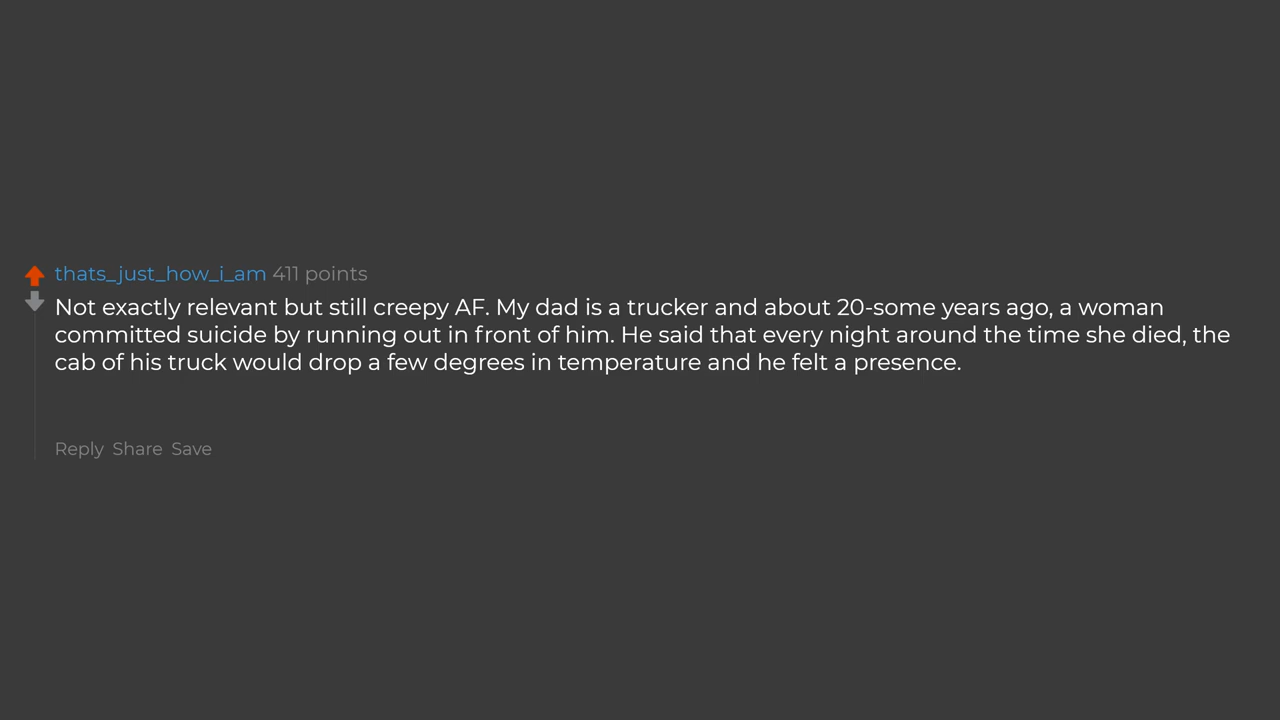 thats_just_how_i_am 411 points
Not exactly relevant but still creepy AF. My dad is a trucker and about 20-some years ago, a woman
committed suicide by running out in front of him. He said that every night around the time she died, the
cab of his truck would drop a few degrees in temperature and he felt a presence.
Reply Share Save